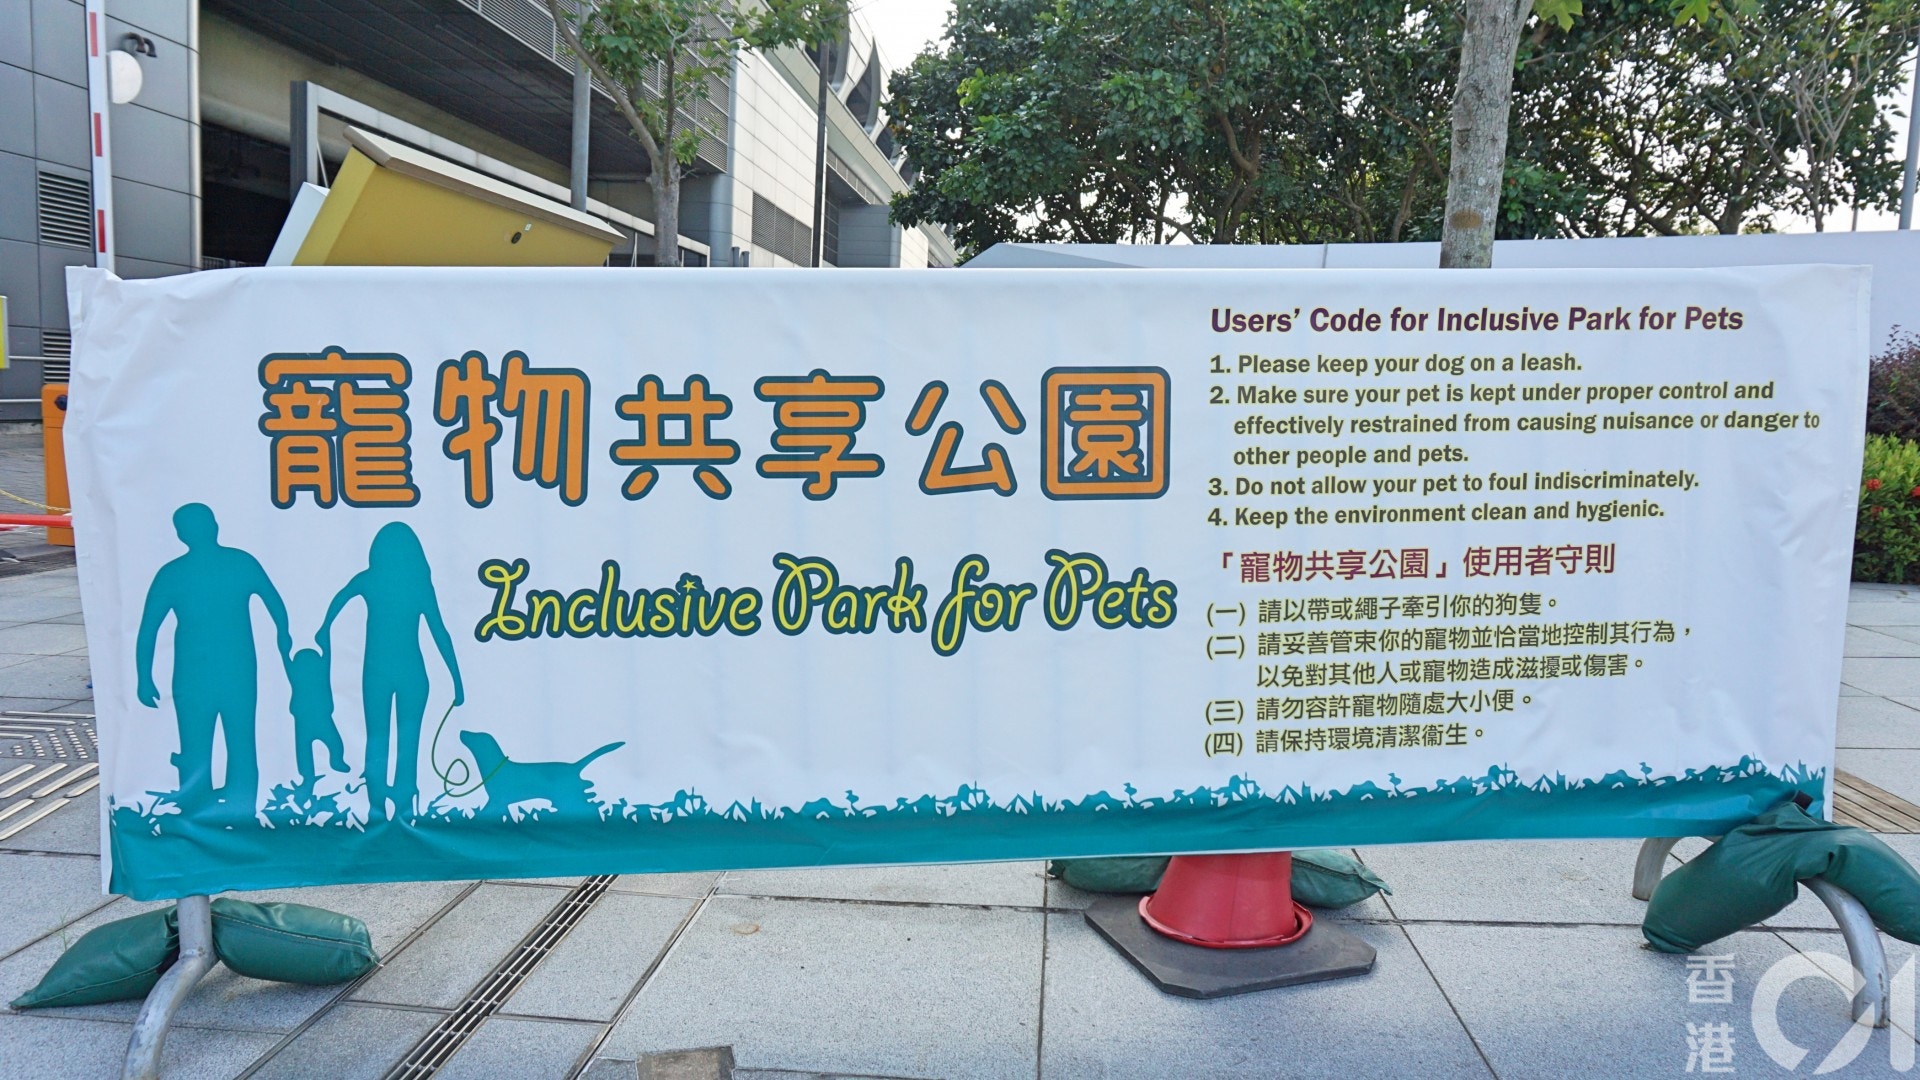 寵物共享公園
Inclusive Park for Pets
Users’ Code for Inclusive Park for Pets
1. Please keep your dog on a leash.
2. Make sure your pet is kept under proper control and
effectively restrained from causing nuisance or danger to
other people and pets.
3. Do not allow your pet to foul indiscriminately.
4. Keep the environment clean and hygienic.
「寵物共享公園」使用者守則
(一) 請以帶或繩子牽引你的狗隻。
(二) 請妥善管束你的寵物並恰當地控制其行為，
以免對其他人或寵物造成滋擾或傷害。
(三) 請勿容許寵物隨處大小便。
(四) 請保持環境清潔衞生。
香港01